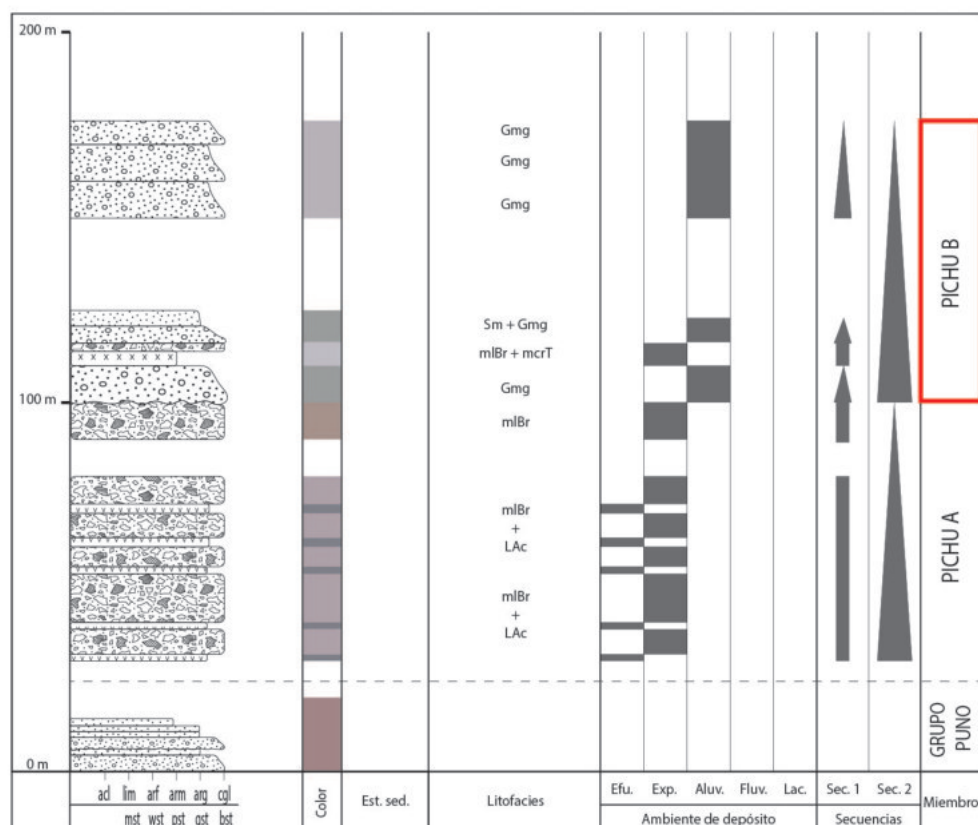 200 m
Gmg
Gmg
Gmg
Sm + Gmg
mlBr + mcrT
Gmg
100 m
mlBr
mlBr
+
LAc
mlBr
+
LAc
PICHU B
PICHU A
GRUPO
PUNO
0 m
acl lim arf arm arg cgl
mst wst pst gst bst
Color
Est. sed.
Litofacies
Efu. Exp. Aluv. Fluv. Lac.
Ambiente de depósito
Sec. 1 Sec. 2
Secuencias
Miembro